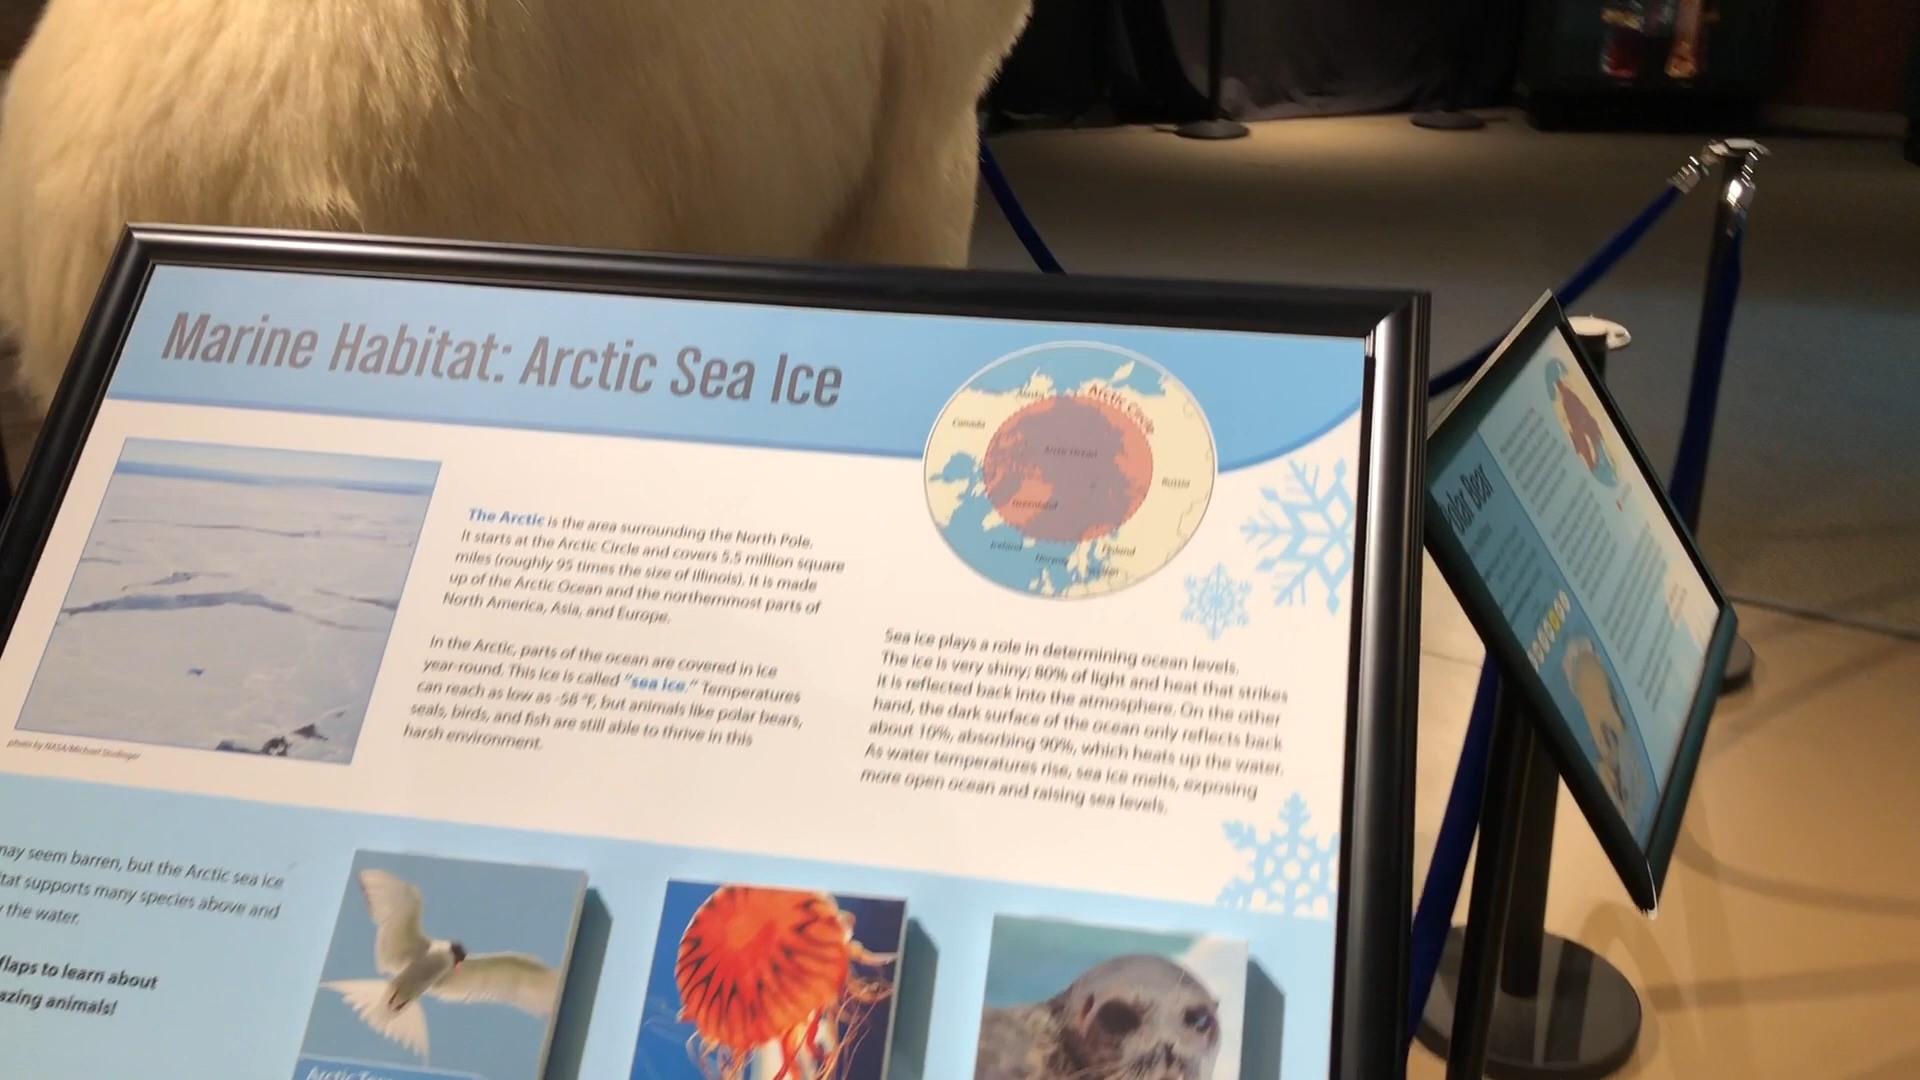 Marine Habitat: Arctic Sea Ice
Arctic Circle
Alaska
Canada
Arctic Ocean
Russia
Greenland
Iceland
Norway
Finland
The Arctic is the area surrounding the North Pole.
It starts at the Arctic Circle and covers 5.5 million square
miles (roughly 95 times the size of Illinois). It is made
up of the Arctic Ocean and the northernmost parts of
North America, Asia, and Europe.
In the Arctic, parts of the ocean are covered in ice
year-round. This ice is called "sea ice." Temperatures
can reach as low as -58 °F, but animals like polar bears,
seals, birds, and fish are still able to thrive in this
harsh environment.
photo by NASA/Michael Studinger
Sea ice plays a role in determining ocean levels.
The ice is very shiny; 80% of light and heat that strikes
it is reflected back into the atmosphere. On the other
hand, the dark surface of the ocean only reflects back
about 10%, absorbing 90%, which heats up the water.
As water temperatures rise, sea ice melts, exposing
more open ocean and raising sea levels.
may seem barren, but the Arctic sea ice
supports many species above and
the water.
flaps to learn about
animals!
Arctic
Polar Bear